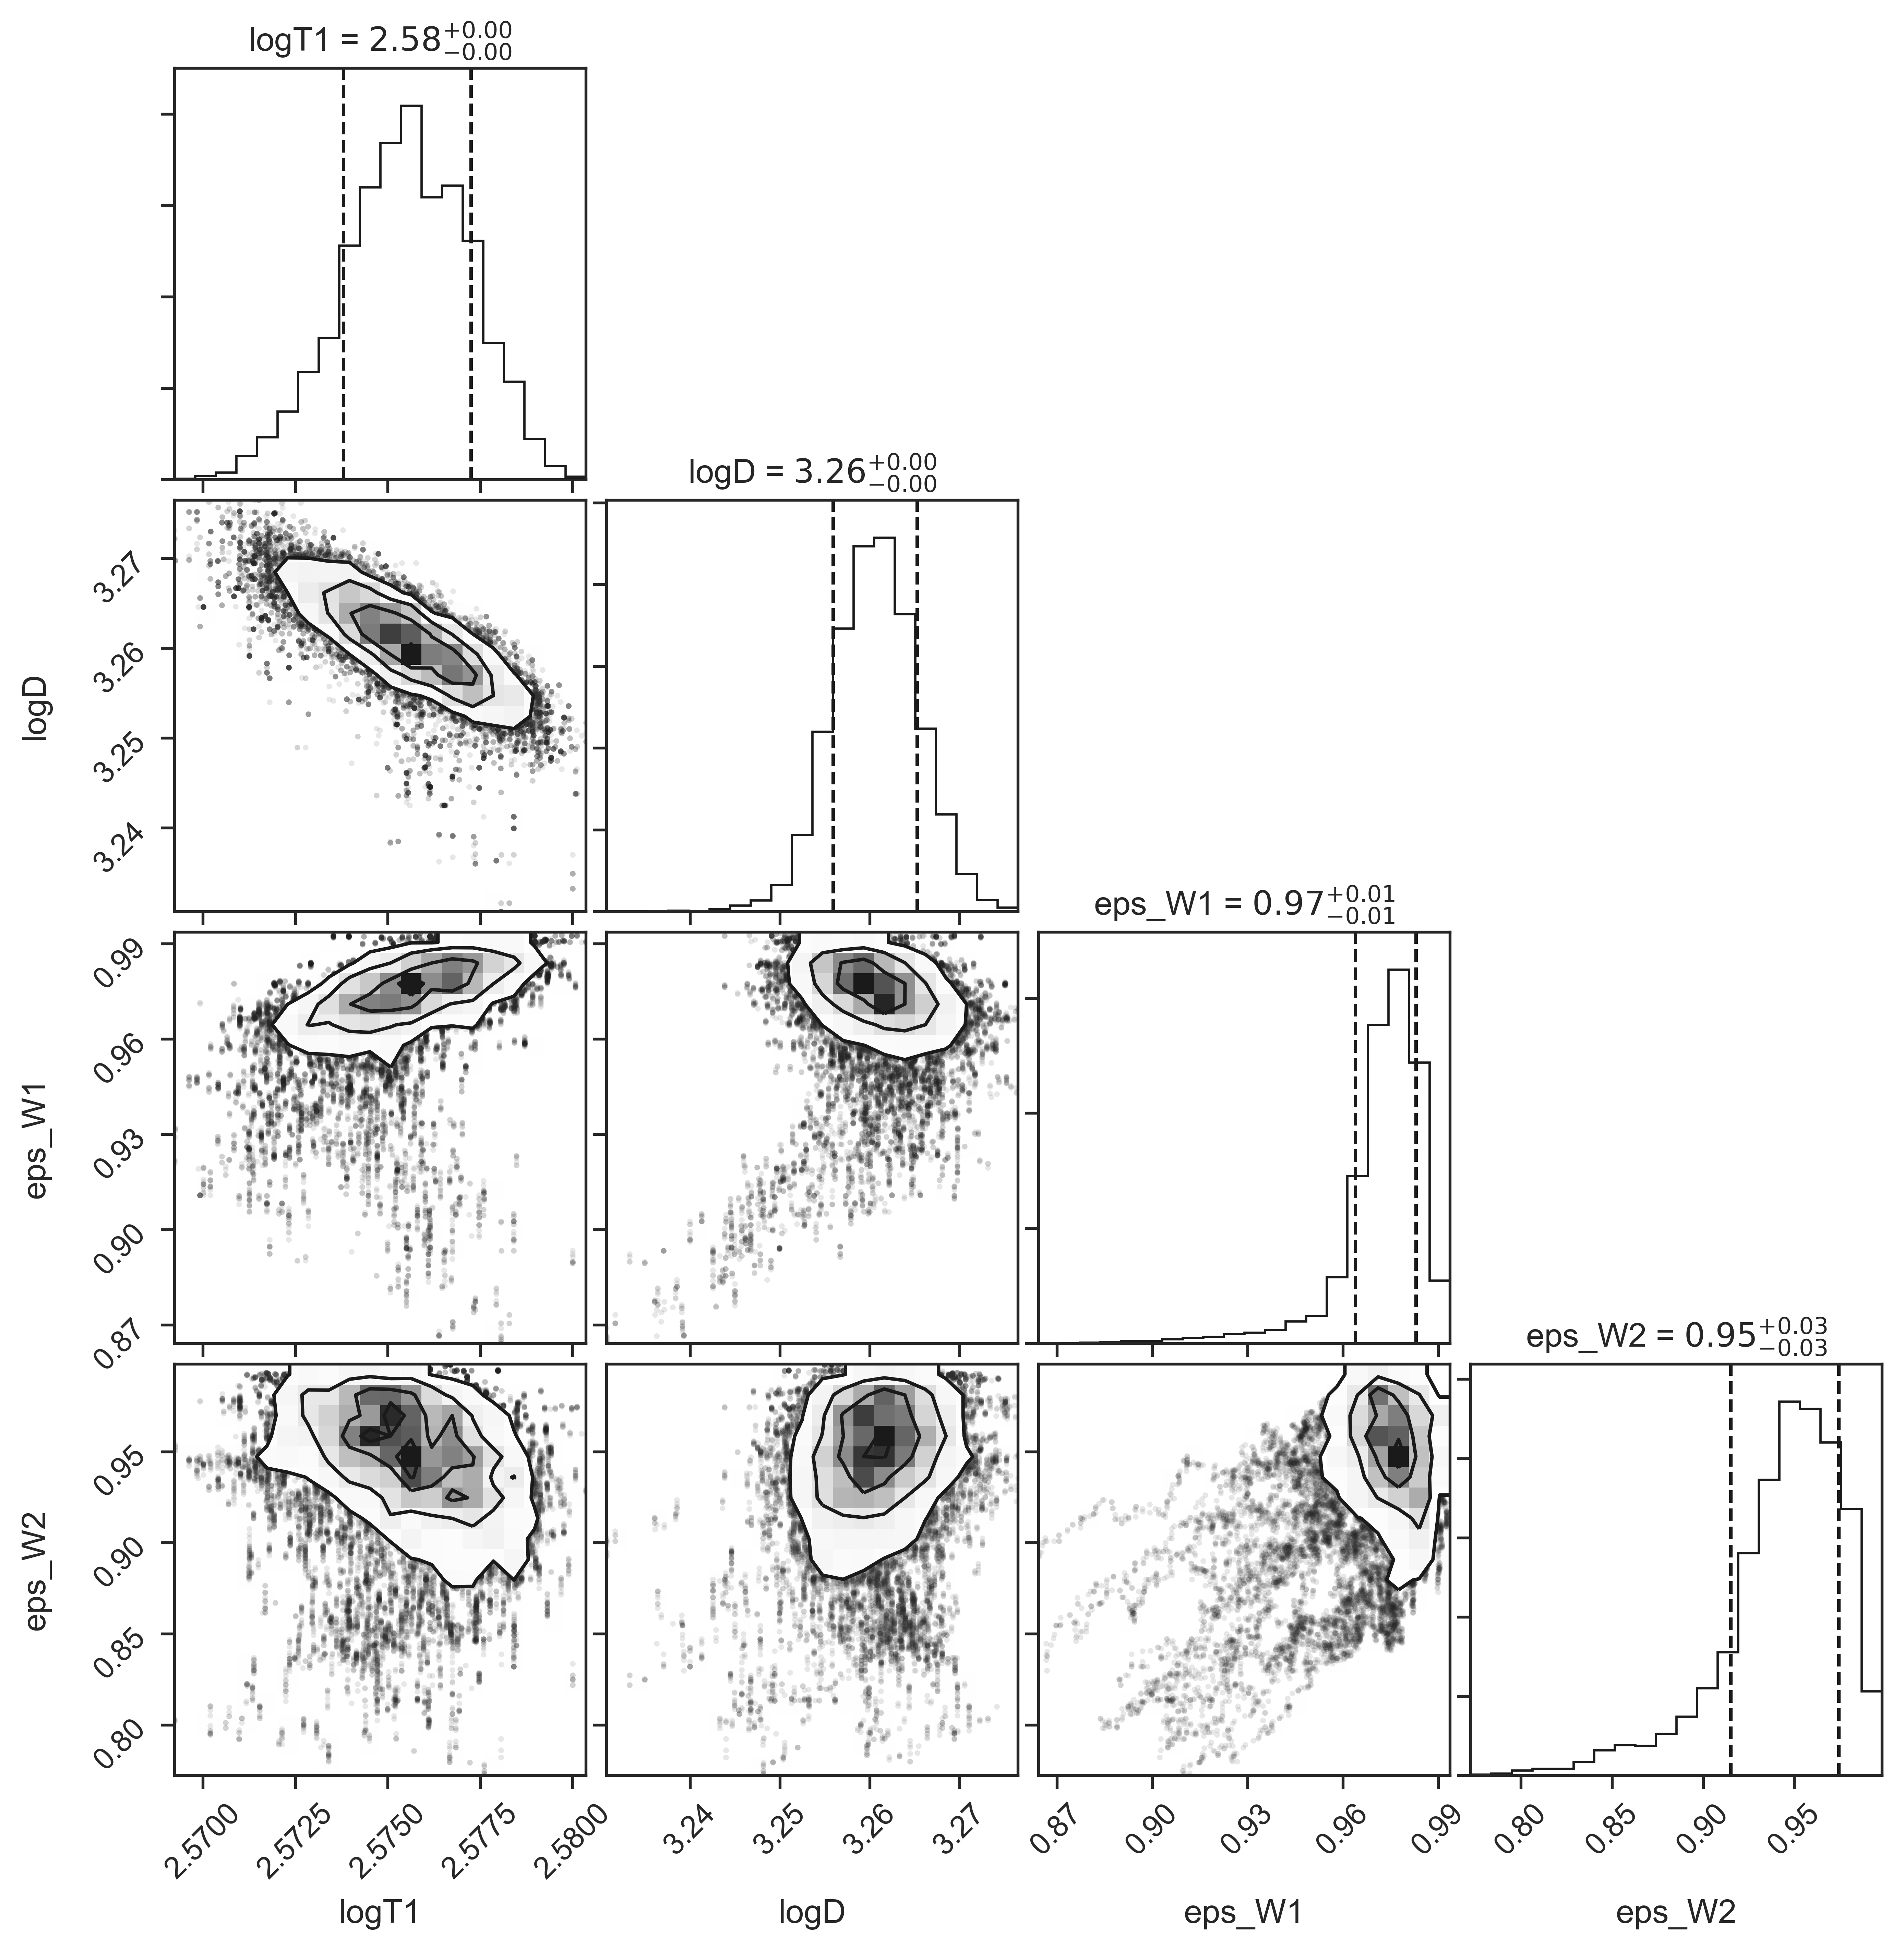 logT1 = 2.58+0.00 −0.00
logD = 3.26+0.00 −0.00
3.27
3.26
3.25
3.24
logD
eps_W1 = 0.97+0.01 −0.01
0.99
0.96
0.93
0.90
0.87
eps_W1
eps_W2 = 0.95+0.03 −0.03
0.95
0.90
0.85
0.80
eps_W2
2.5700 2.5725 2.5750 2.5775 2.5800 3.24 3.25 3.26 3.27 0.87 0.90 0.93 0.96 0.99 0.80 0.85 0.90 0.95
logT1 logD eps_W1 eps_W2